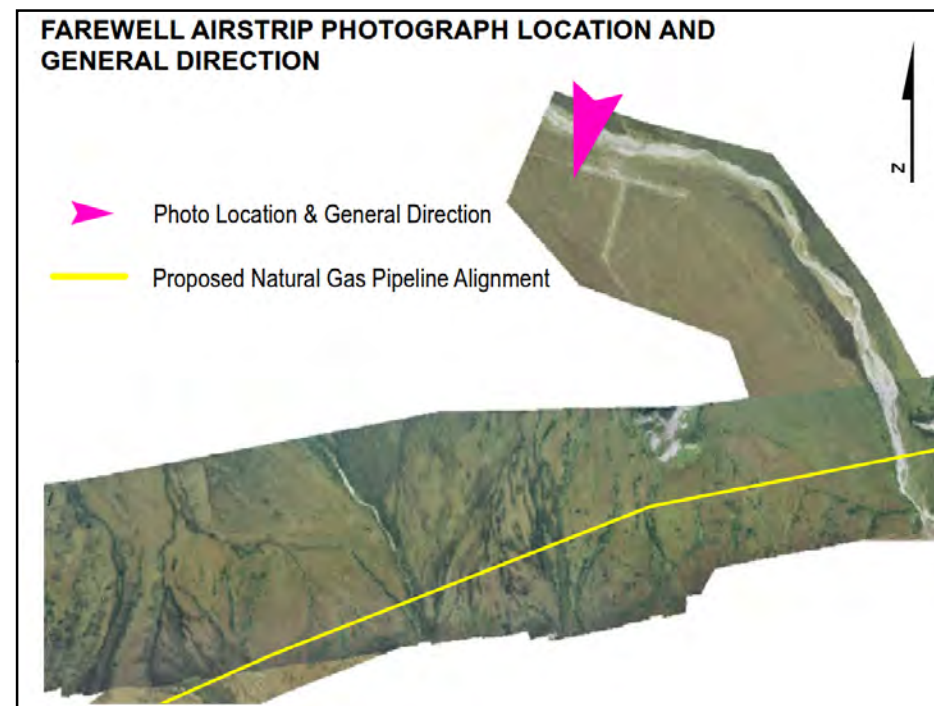 FAREWELL AIRSTRIP PHOTOGRAPH LOCATION AND
GENERAL DIRECTION
N
Photo Location & General Direction
Proposed Natural Gas Pipeline Alignment